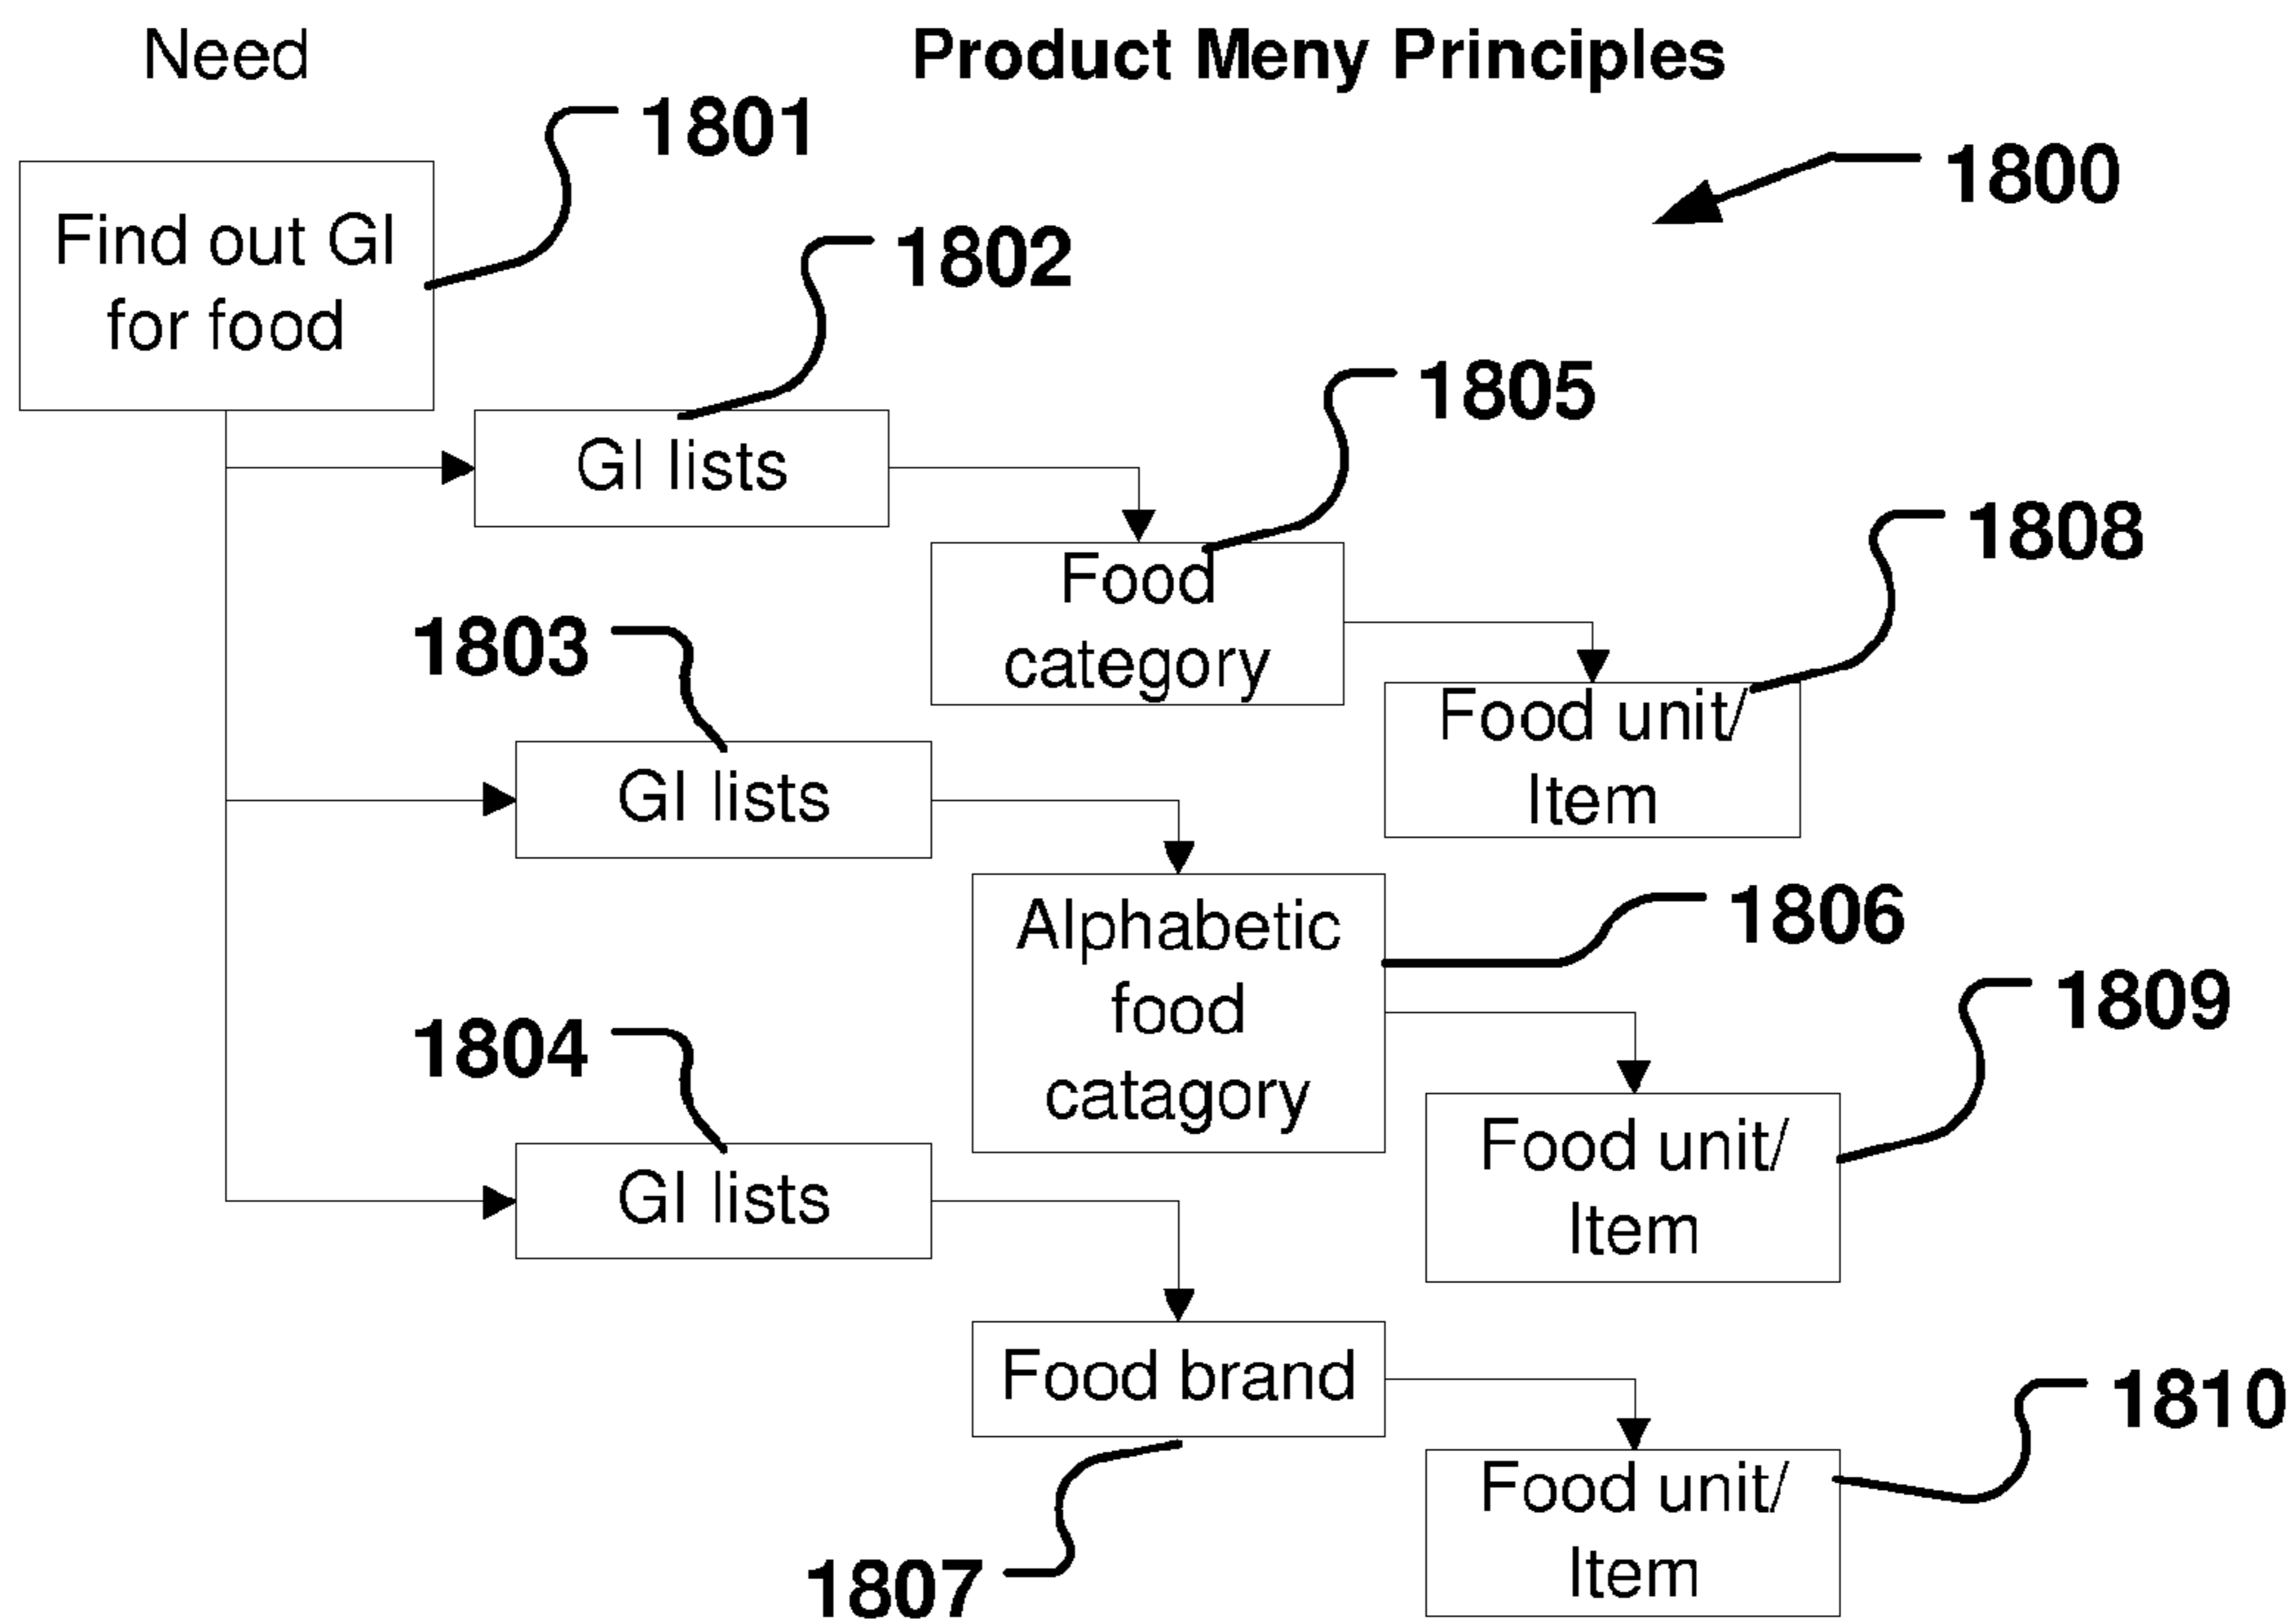 Need
Product Meny Principles
1801
1800
Find out GI
for food
1802
GI lists
1805
Food
category
1808
Food unit/
Item
1803
GI lists
Alphabetic
food
catagory
1806
1809
Food unit/
Item
1804
GI lists
Food brand
1807
1810
Food unit/
Item